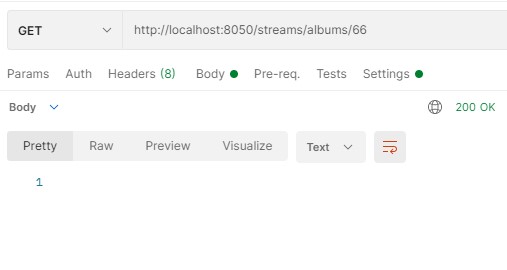 GET http://localhost:8050/streams/albums/66
Params Auth Headers (8) Body Pre-req. Tests Settings
Body 200 OK
Pretty Raw Preview Visualize Text
1